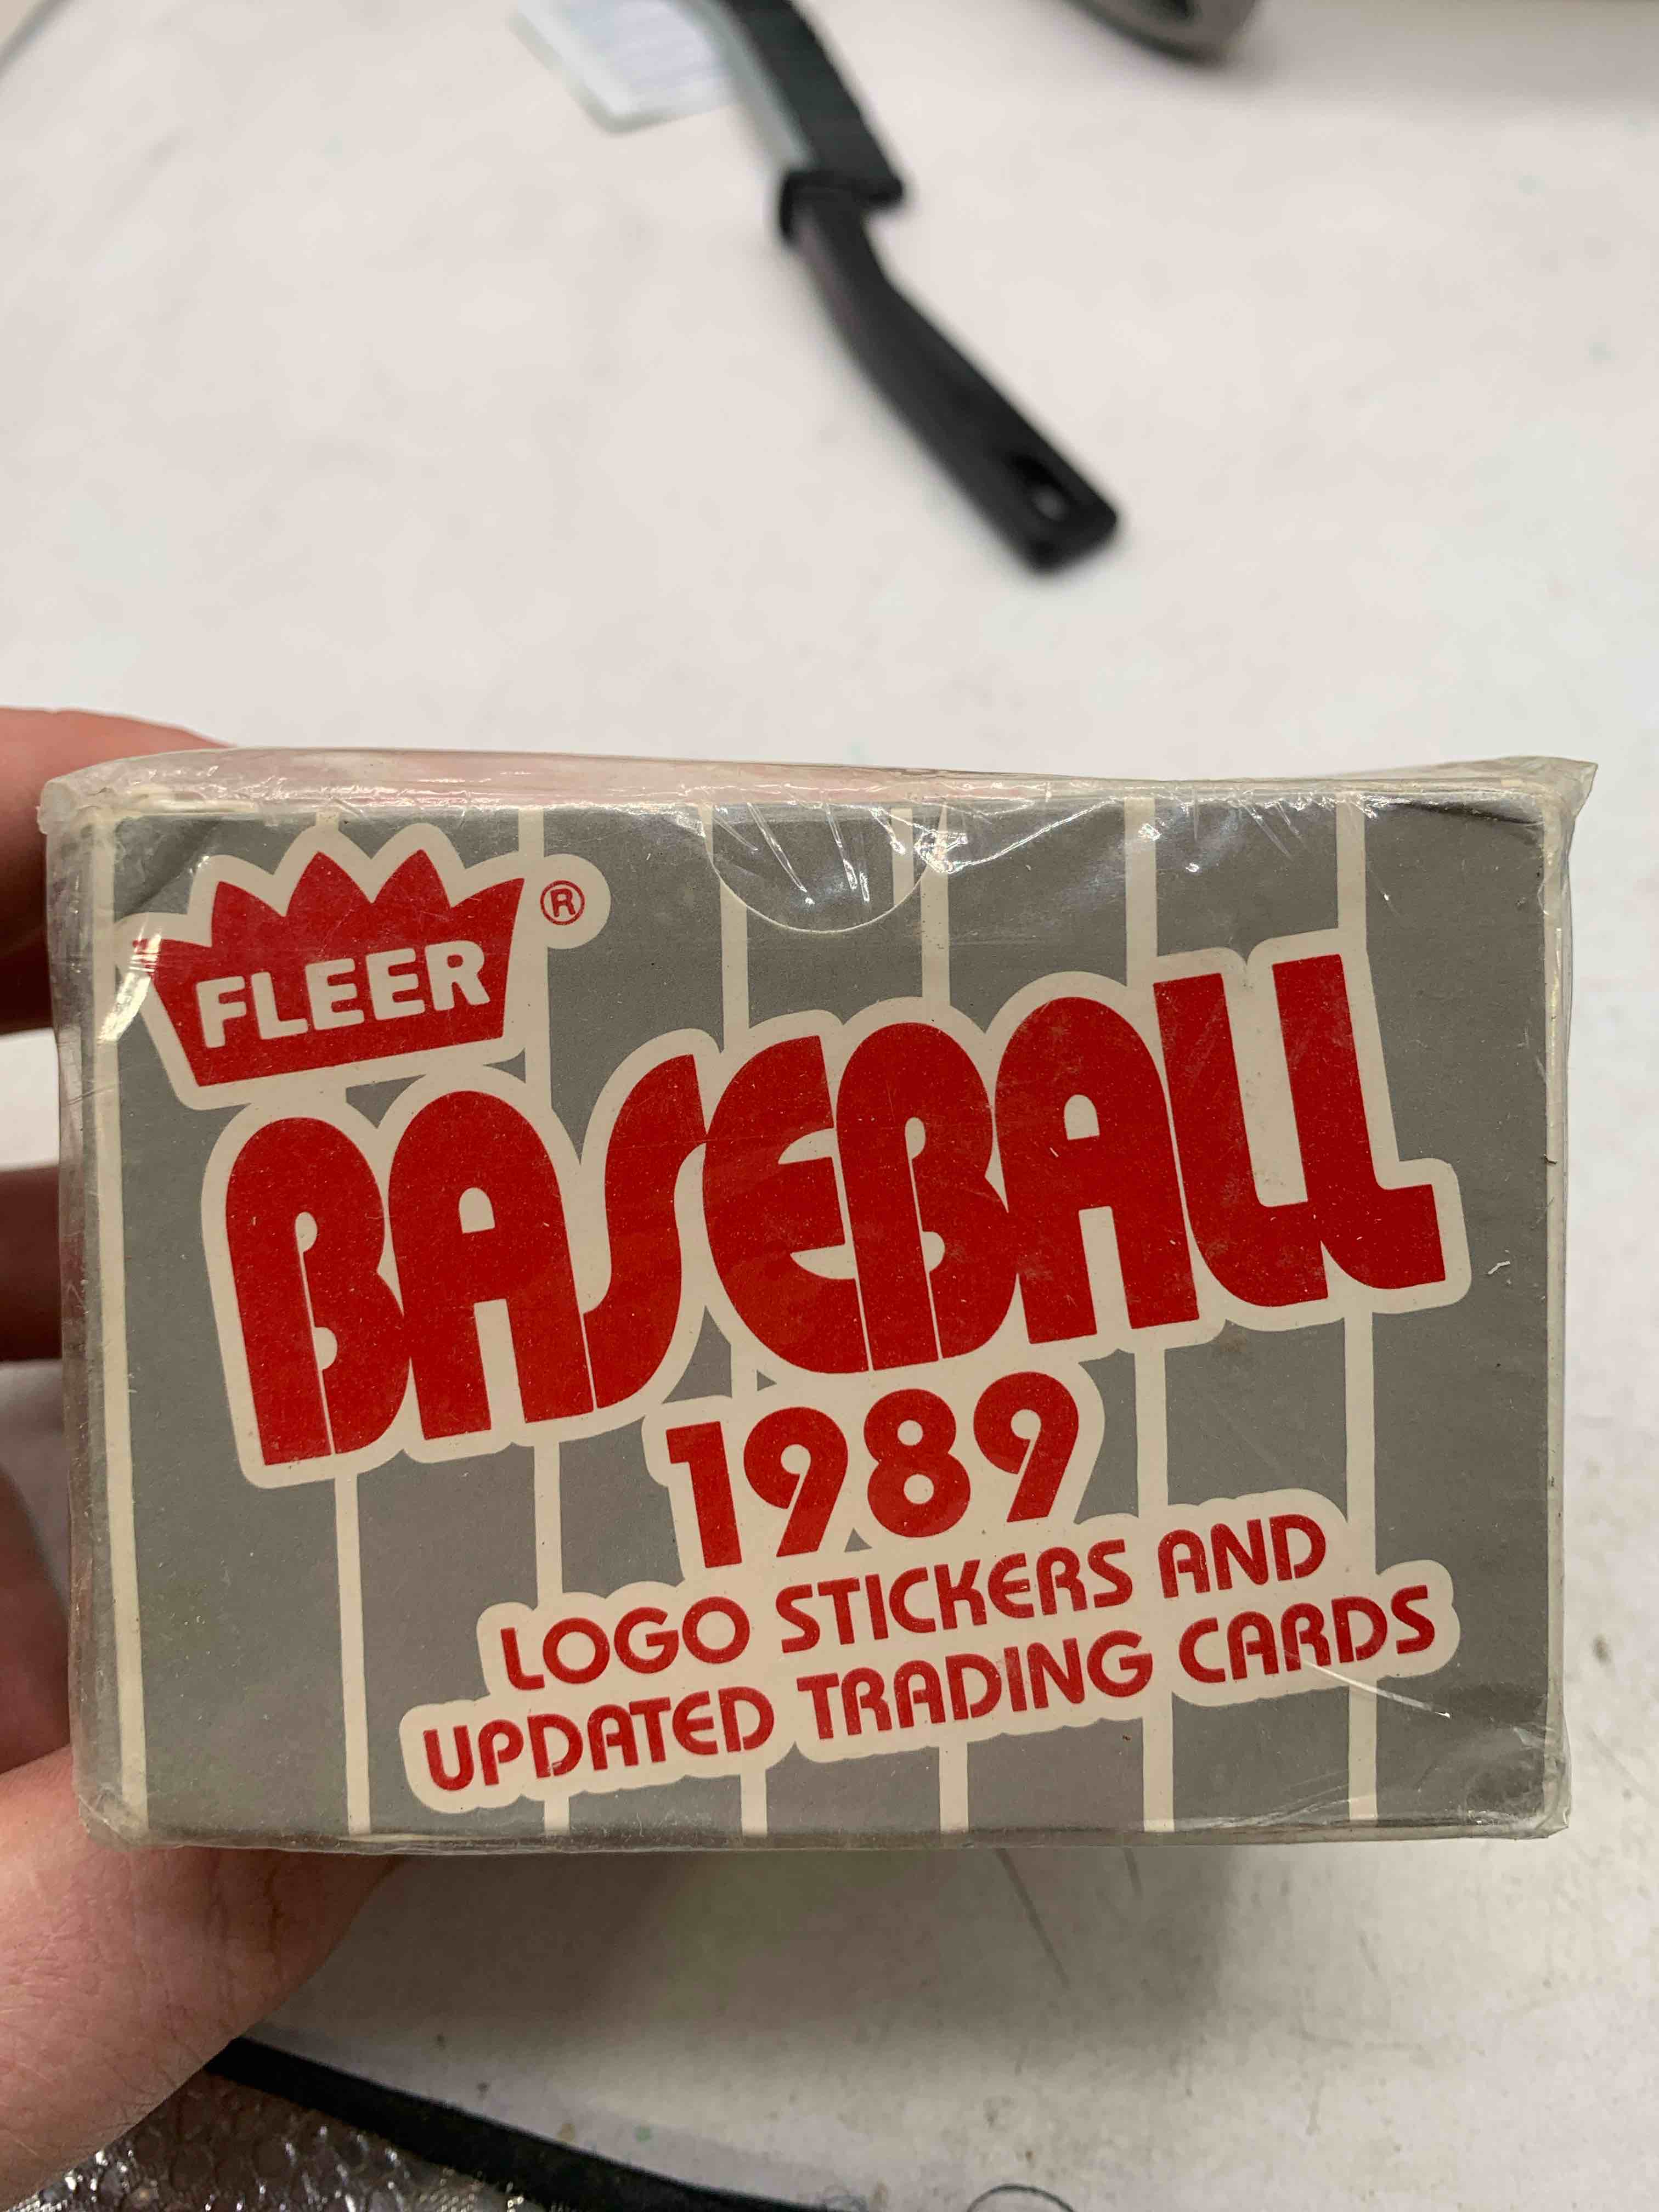 FLEER®
BASEBALL
1989
LOGO STICKERS AND
UPDATED TRADING CARDS